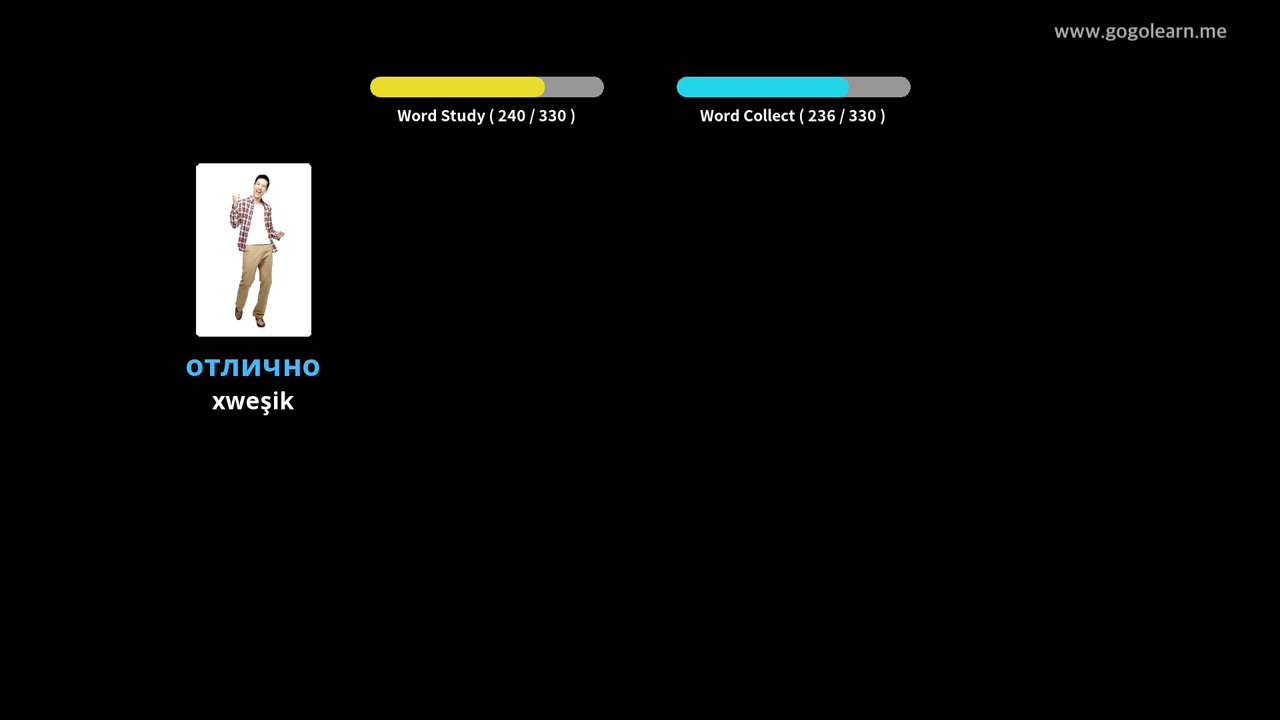 www.gogolearn.me
Word Study ( 240 / 330 )
Word Collect ( 236 / 330 )
отлично
xweşik